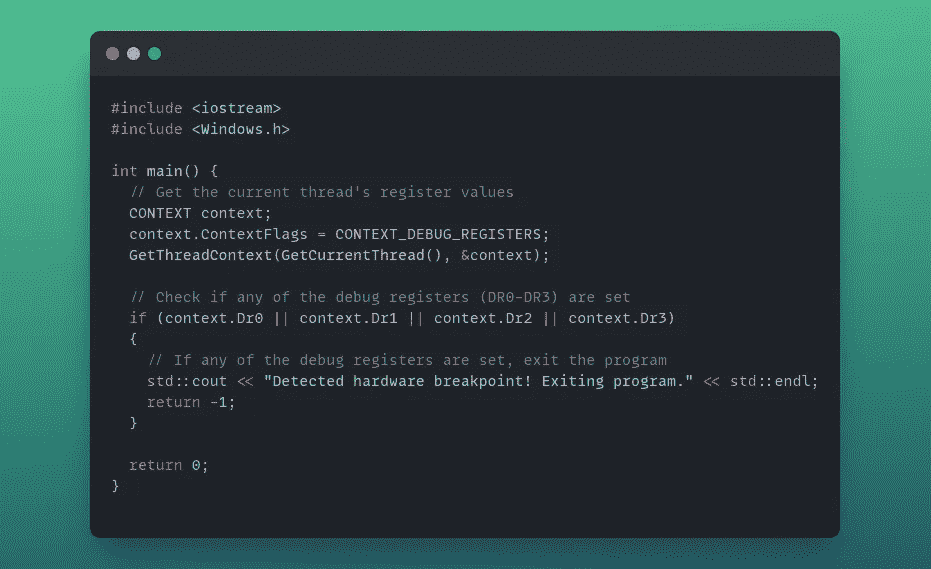 #include <iostream>
#include <Windows.h>
int main() {
// Get the current thread's register values
CONTEXT context;
context.ContextFlags = CONTEXT_DEBUG_REGISTERS;
GetThreadContext(GetCurrentThread(), &context);
// Check if any of the debug registers (DR0-DR3) are set
if (context.Dr0 || context.Dr1 || context.Dr2 || context.Dr3)
{
// If any of the debug registers are set, exit the program
std::cout << "Detected hardware breakpoint! Exiting program." << std::endl;
return -1;
}
return 0;
}